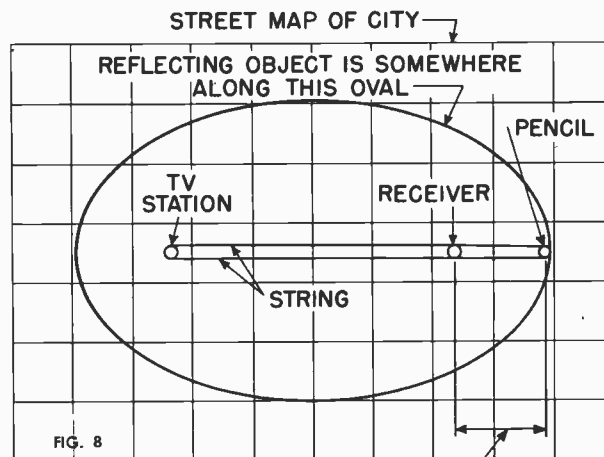 STREET MAP OF CITY
REFLECTING OBJECT IS SOMEWHERE
ALONG THIS OVAL
PENCIL
TV
STATION
RECEIVER
STRING
FIG. 8